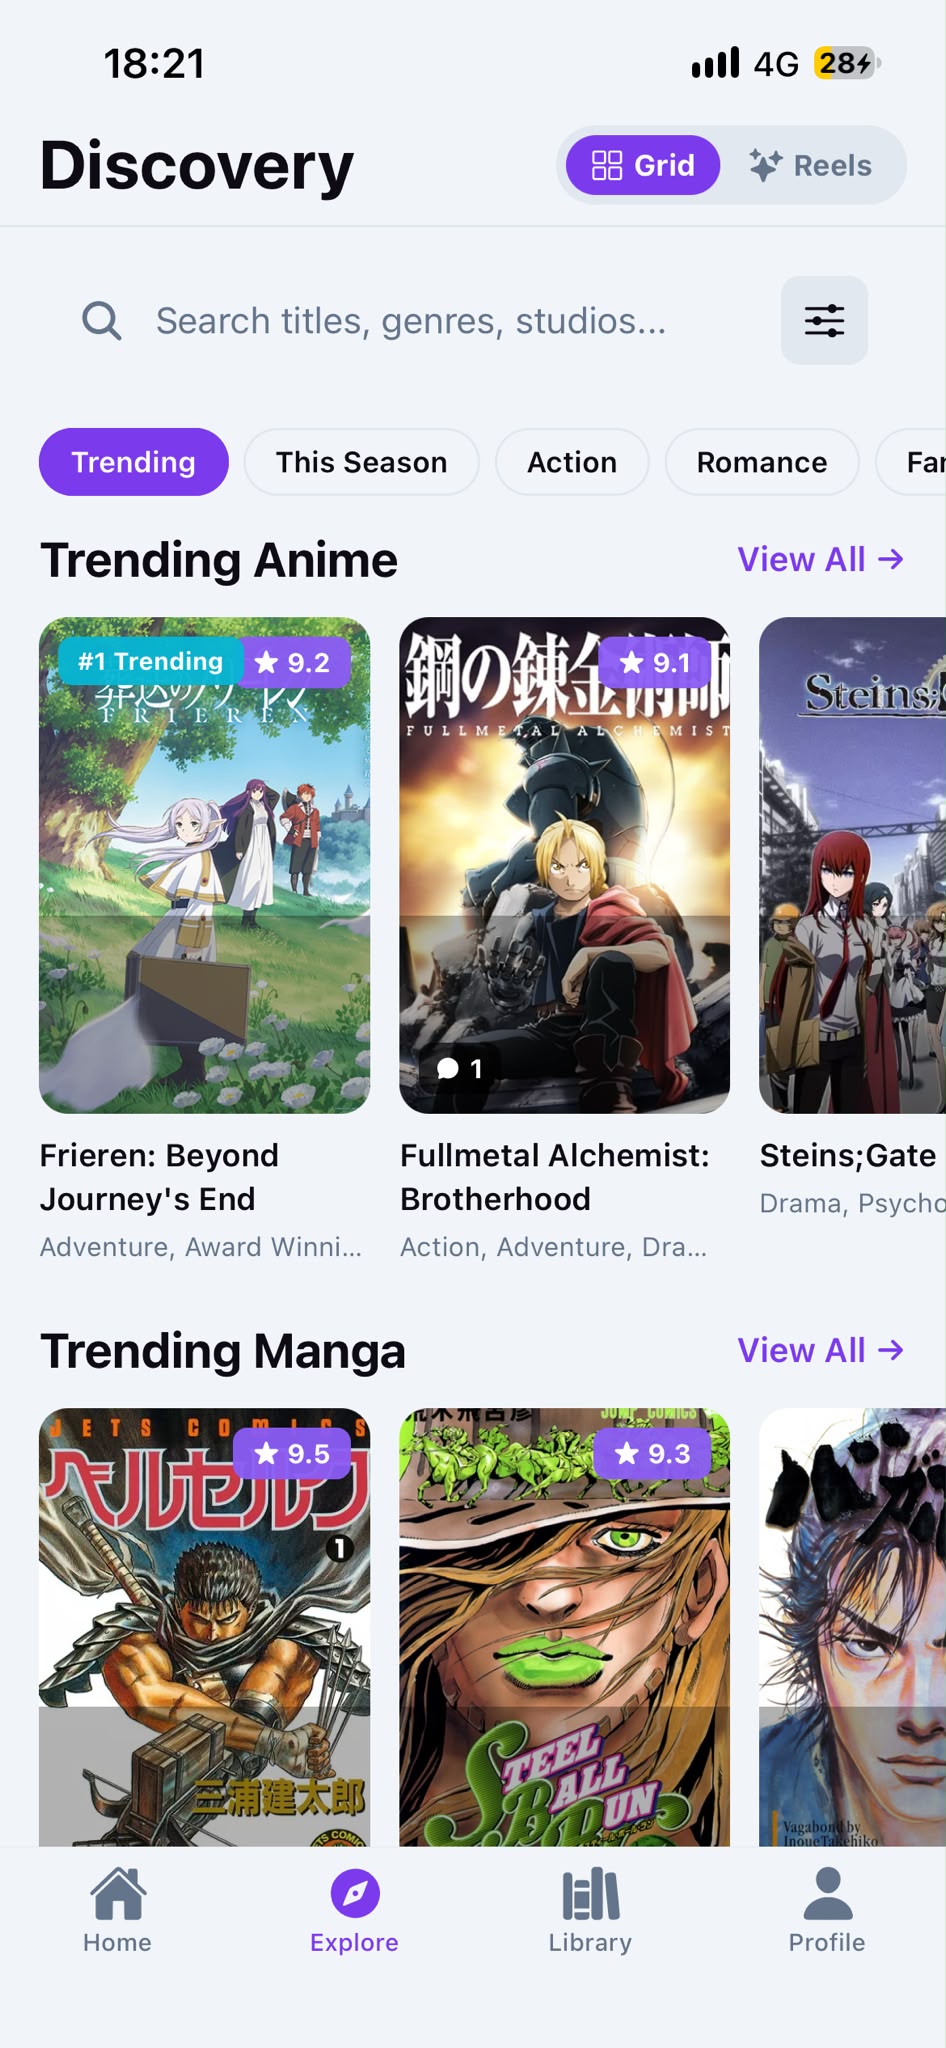 18:21
4G
28
Discovery
Grid
Reels
Search titles, genres, studios...
Trending
This Season
Action
Romance
Trending Anime
View All →
#1 Trending
★ 9.2
FRIEREN
鋼の錬金術師
★ 9.1
FULLMETAL ALCHEMIST
Steins;
1
Frieren: Beyond
Journey's End
Adventure, Award Winni...
Fullmetal Alchemist:
Brotherhood
Action, Adventure, Dra...
Steins;Gate
Drama, Psycho
Trending Manga
View All →
JETS COMICS
★ 9.5
ベルセルク
1
三浦建太郎
JUMP COMICS
★ 9.3
STEEL
BALL
RUN
Vagabond by
Inoue Takehiko
Home
Explore
Library
Profile